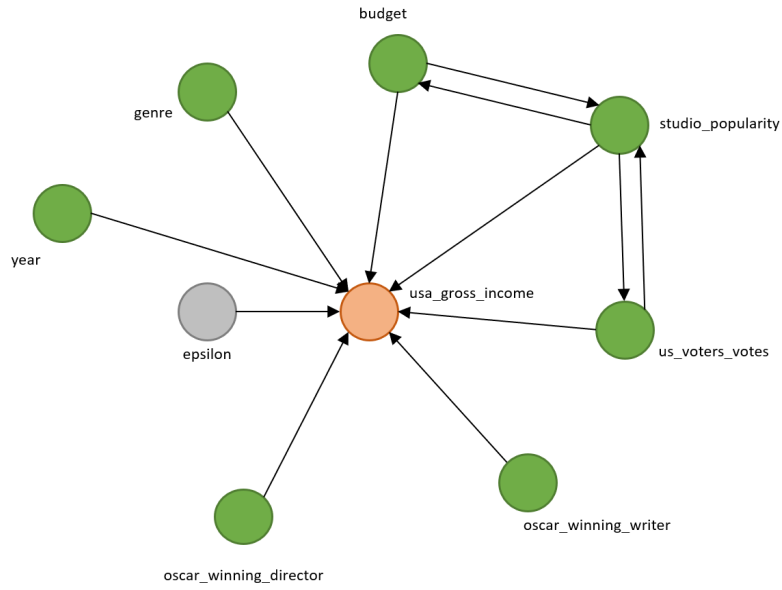 budget
genre
studio_popularity
year
usa_gross_income
epsilon
us_voters_votes
oscar_winning_writer
oscar_winning_director